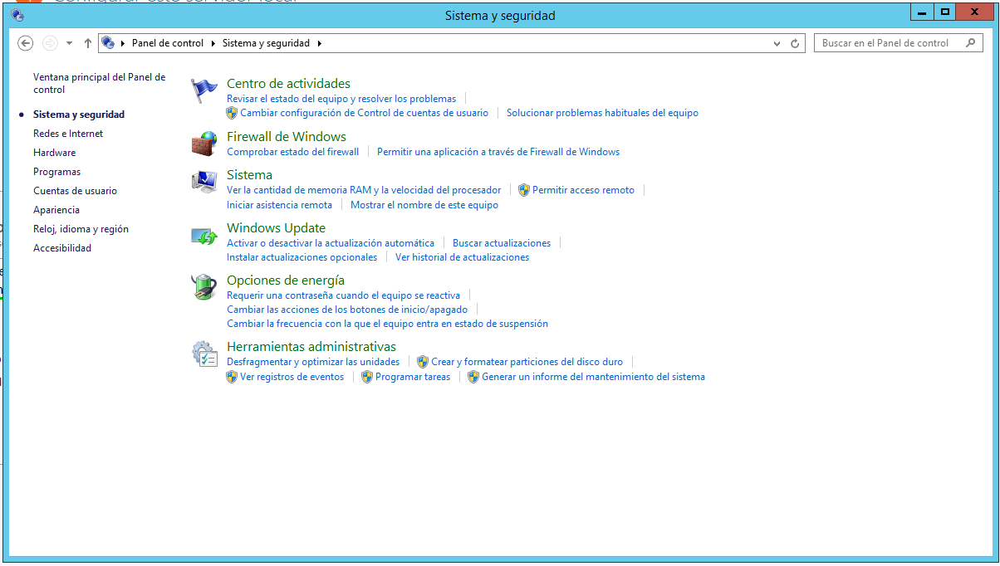 Configurar este servidor local
Sistema y seguridad
Panel de control
Sistema y seguridad
Buscar en el Panel de control
Ventana principal del Panel de
control
Sistema y seguridad
Redes e Internet
Hardware
Programas
Cuentas de usuario
Apariencia
Reloj, idioma y región
Accesibilidad
Centro de actividades
Revisar el estado del equipo y resolver los problemas
Cambiar configuración de Control de cuentas de usuario
Solucionar problemas habituales del equipo
Firewall de Windows
Comprobar estado del firewall
Permitir una aplicación a través de Firewall de Windows
Sistema
Ver la cantidad de memoria RAM y la velocidad del procesador
Permitir acceso remoto
Iniciar asistencia remota
Mostrar el nombre de este equipo
Windows Update
Activar o desactivar la actualización automática
Buscar actualizaciones
Instalar actualizaciones opcionales
Ver historial de actualizaciones
Opciones de energía
Requerir una contraseña cuando el equipo se reactiva
Cambiar las acciones de los botones de inicio/apagado
Cambiar la frecuencia con la que el equipo entra en estado de suspensión
Herramientas administrativas
Desfragmentar y optimizar las unidades
Crear y formatear particiones del disco duro
Ver registros de eventos
Programar tareas
Generar un informe del mantenimiento del sistema